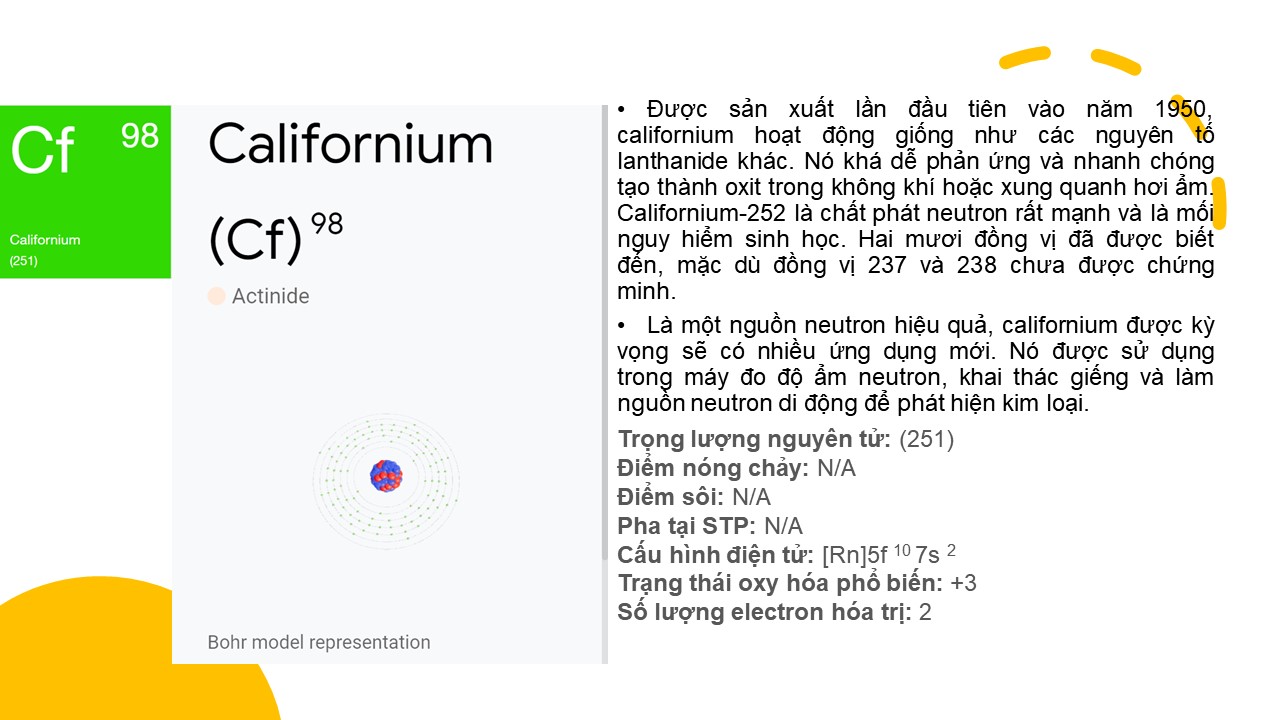 Cf 98
Californium
(251)
Californium
(Cf) 98
Actinide
Bohr model representation
• Được sản xuất lần đầu tiên vào năm 1950,
californium hoạt động giống như các nguyên tố
lanthanide khác. Nó khá dễ phản ứng và nhanh chóng
tạo thành oxit trong không khí hoặc xung quanh hơi ẩm.
Californium-252 là chất phát neutron rất mạnh và là mối
nguy hiểm sinh học. Hai mươi đồng vị đã được biết
đến, mặc dù đồng vị 237 và 238 chưa được chứng
minh.
• Là một nguồn neutron hiệu quả, californium được kỳ
vọng sẽ có nhiều ứng dụng mới. Nó được sử dụng
trong máy đo độ ẩm neutron, khai thác giếng và làm
nguồn neutron di động để phát hiện kim loại.
Trọng lượng nguyên tử: (251)
Điểm nóng chảy: N/A
Điểm sôi: N/A
Pha tại STP: N/A
Cấu hình điện tử: [Rn]5f 10 7s 2
Trạng thái oxy hóa phổ biến: +3
Số lượng electron hóa trị: 2